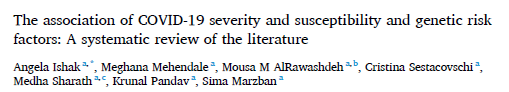 The association of COVID-19 severity and susceptibility and genetic risk
factors: A systematic review of the literature
Angela Ishak a,*, Meghana Mehendale a, Mousa M AlRawashdeh a,b, Cristina Sestacovschi a,
Medha Sharath a,c, Krunal Pandav a, Sima Marzban a